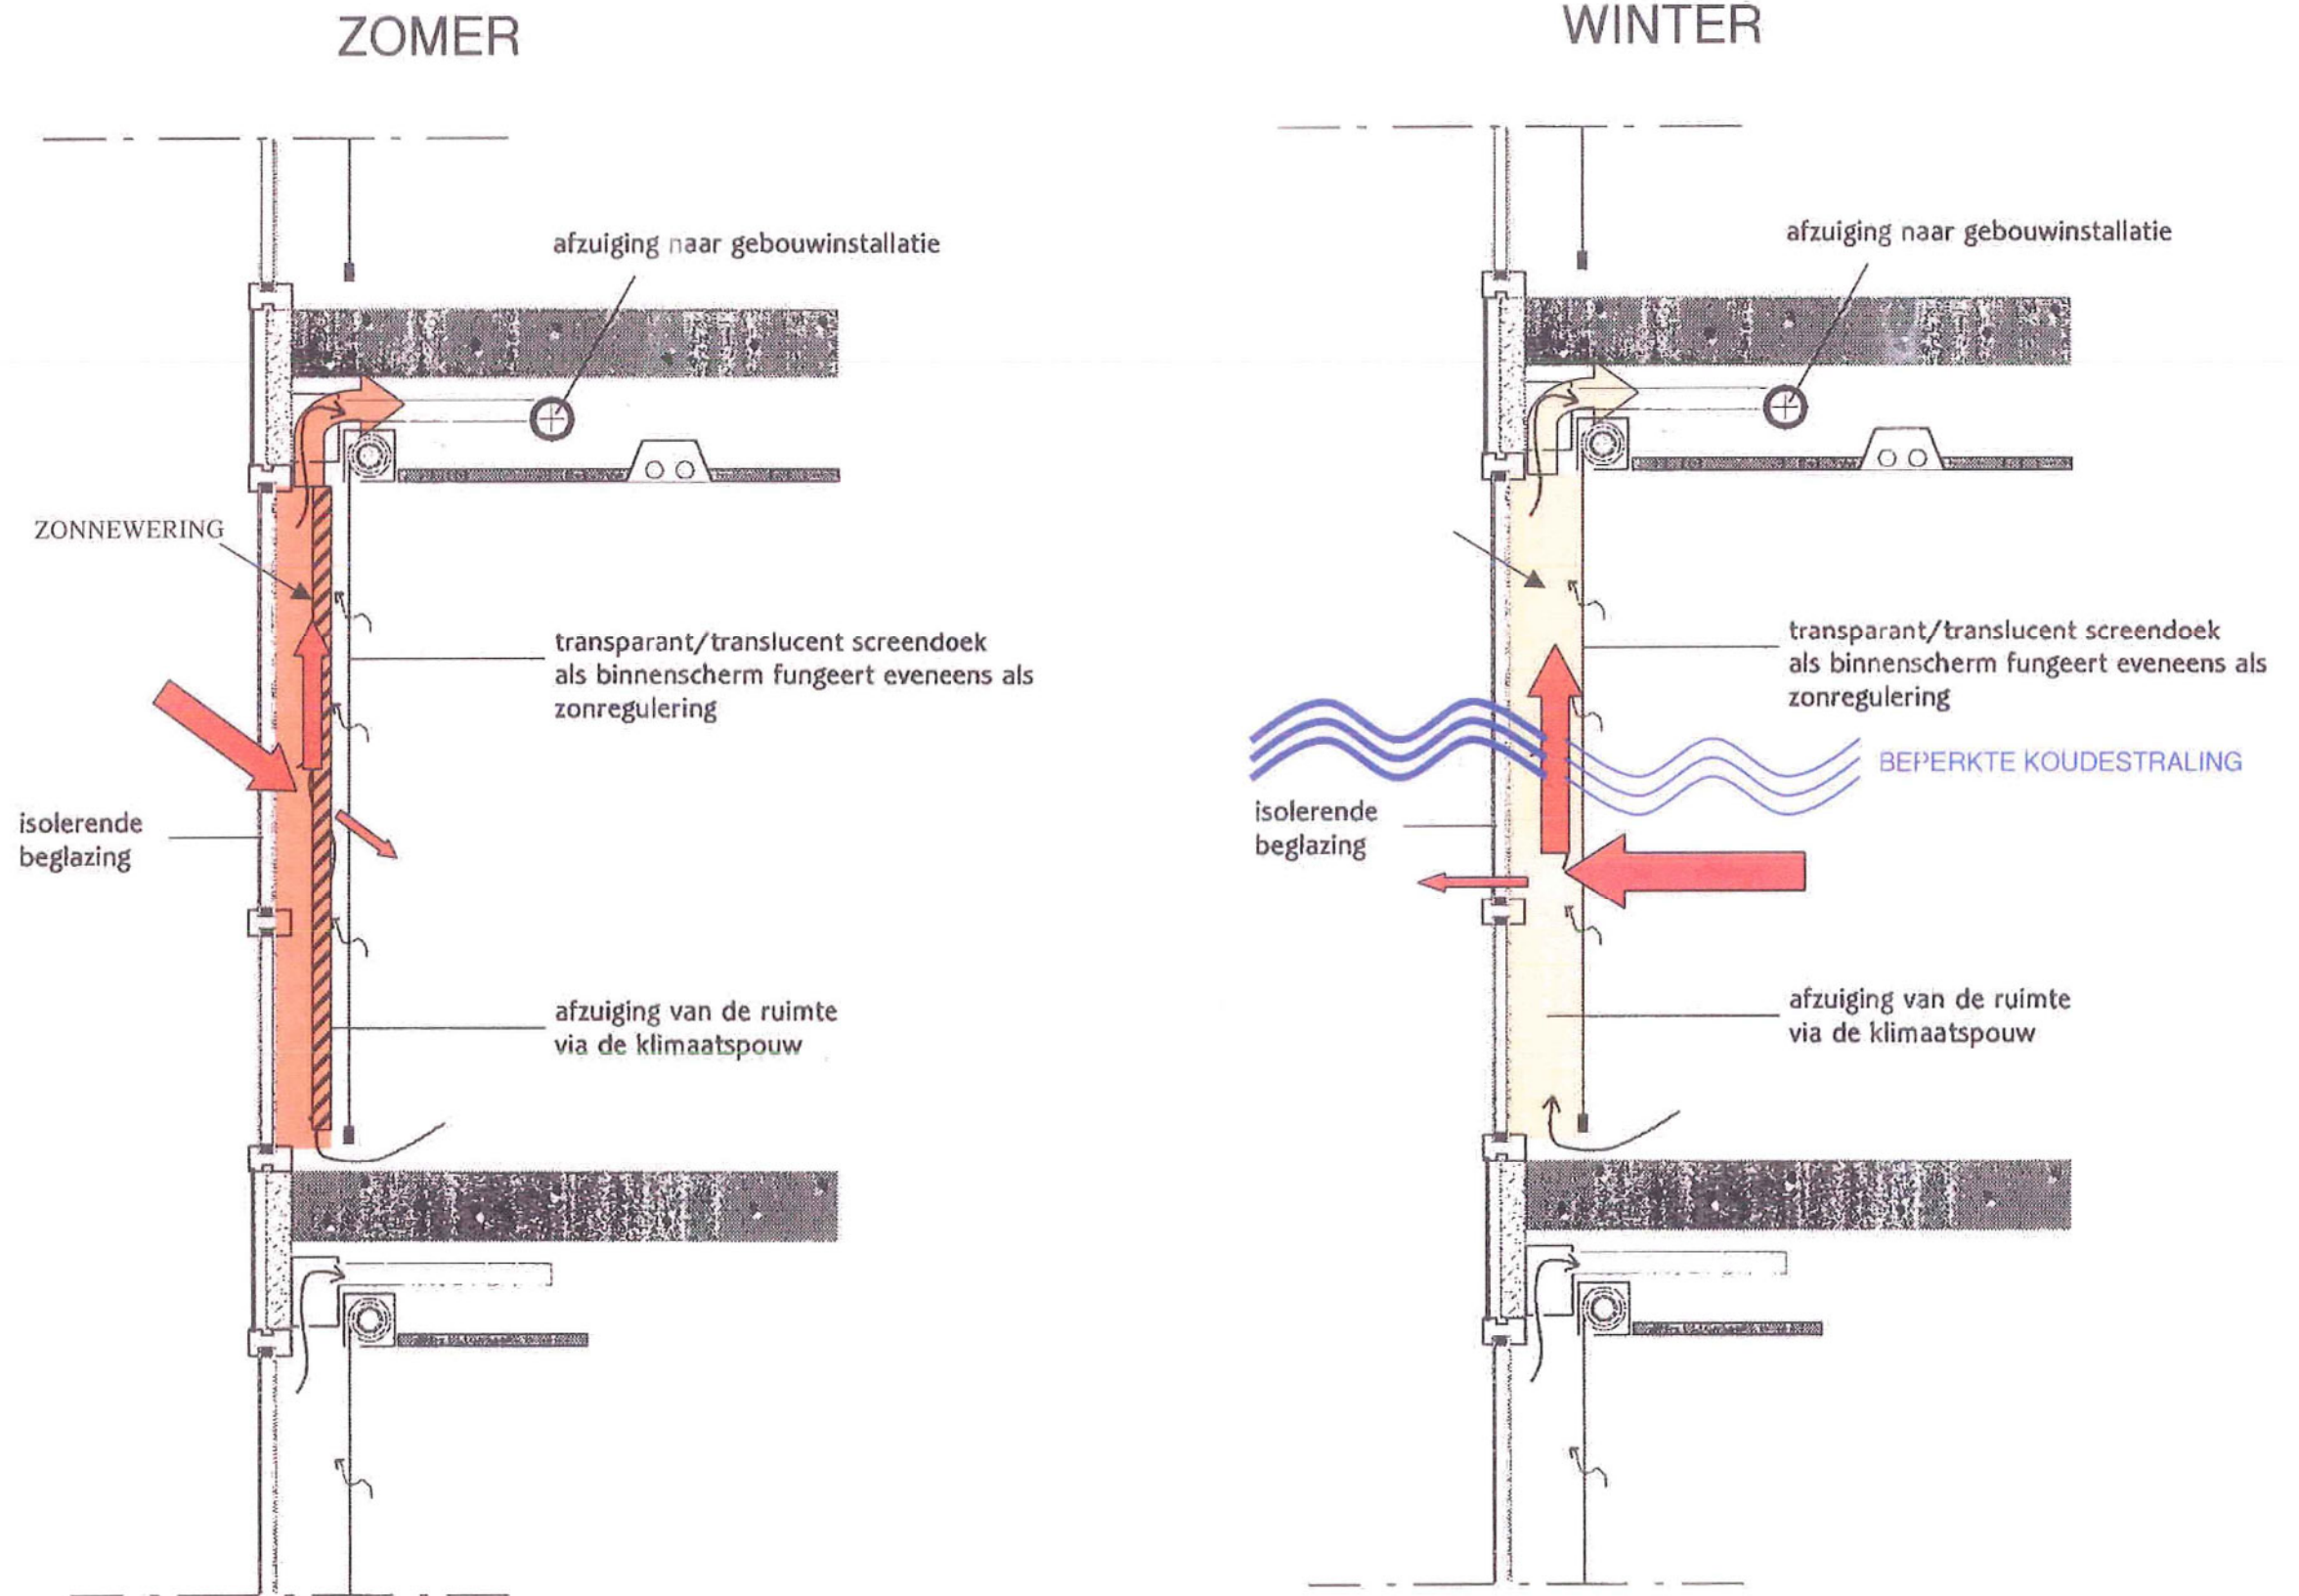 ZOMER
afzuiging naar gebouwinstallatie
ZONNEWERING
transparant/translucent screendoek
als binnenscherm fungeert eveneens als
zonregulering
isolerende
beglazing
afzuiging van de ruimte
via de klimaatspouw
WINTER
afzuiging naar gebouwinstallatie
transparant/translucent screendoek
als binnenscherm fungeert eveneens als
zonregulering
BEPERKTE KOUDESTRALING
isolerende
beglazing
afzuiging van de ruimte
via de klimaatspouw